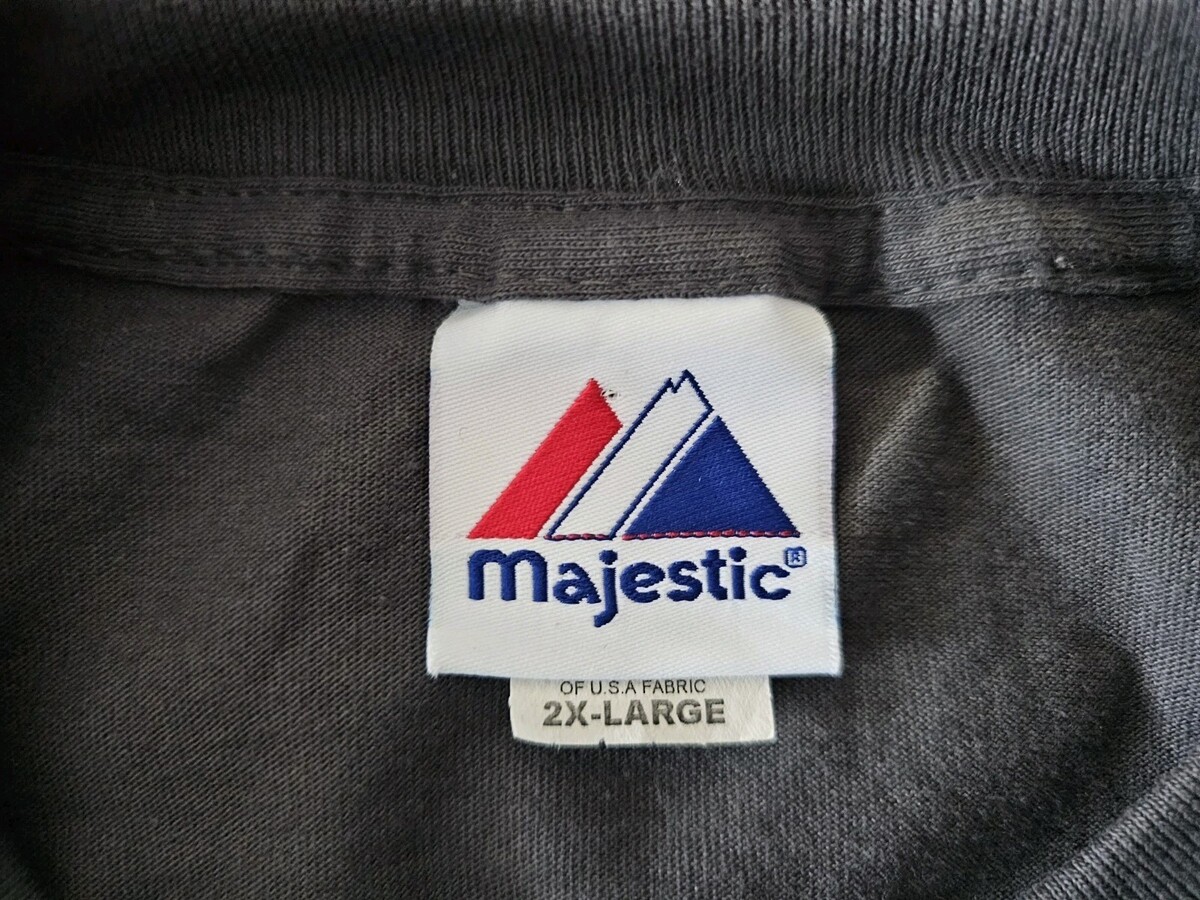 majestic®
OF U.S.A FABRIC
2X-LARGE